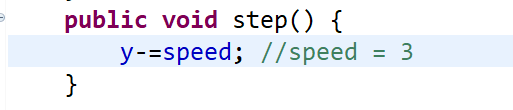 public void step() {
y-=speed; //speed = 3
}